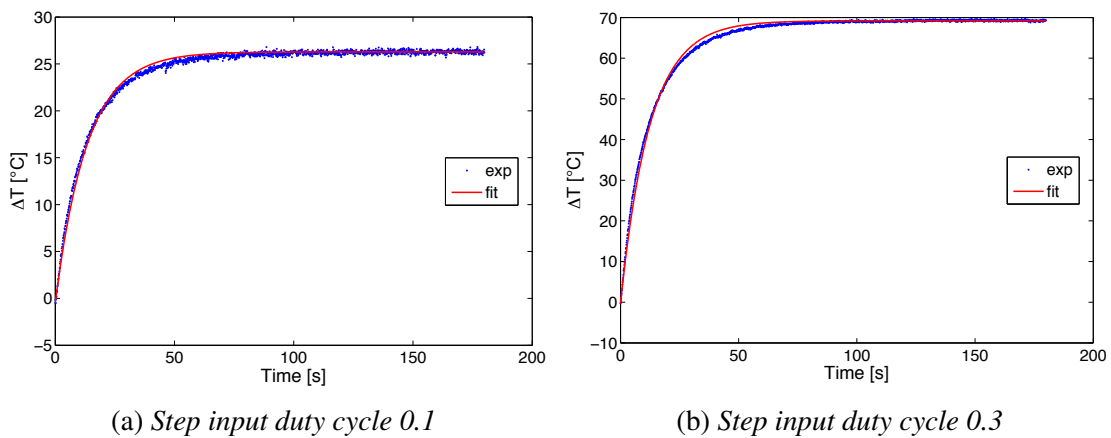 30
25
20
15
10
5
0
−5
ΔT [°C]
0 50 100 150 200
Time [s]
exp
fit
(a) Step input duty cycle 0.1
70
60
50
40
30
20
10
0
−10
ΔT [°C]
0 50 100 150 200
Time [s]
exp
fit
(b) Step input duty cycle 0.3